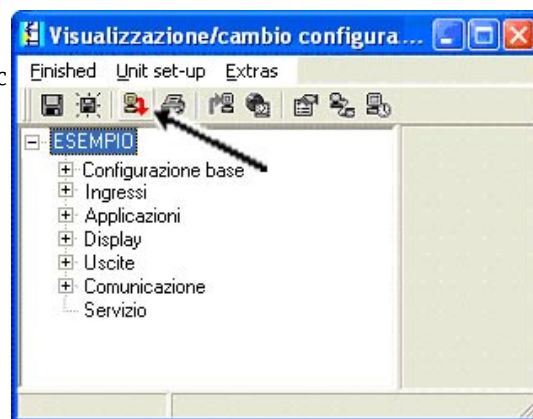 Visualizzazione/cambio configura...
c
Finished Unit set-up Extras
ESEMPIO
Configurazione base
Ingressi
Applicazioni
Display
Uscite
Comunicazione
Servizio